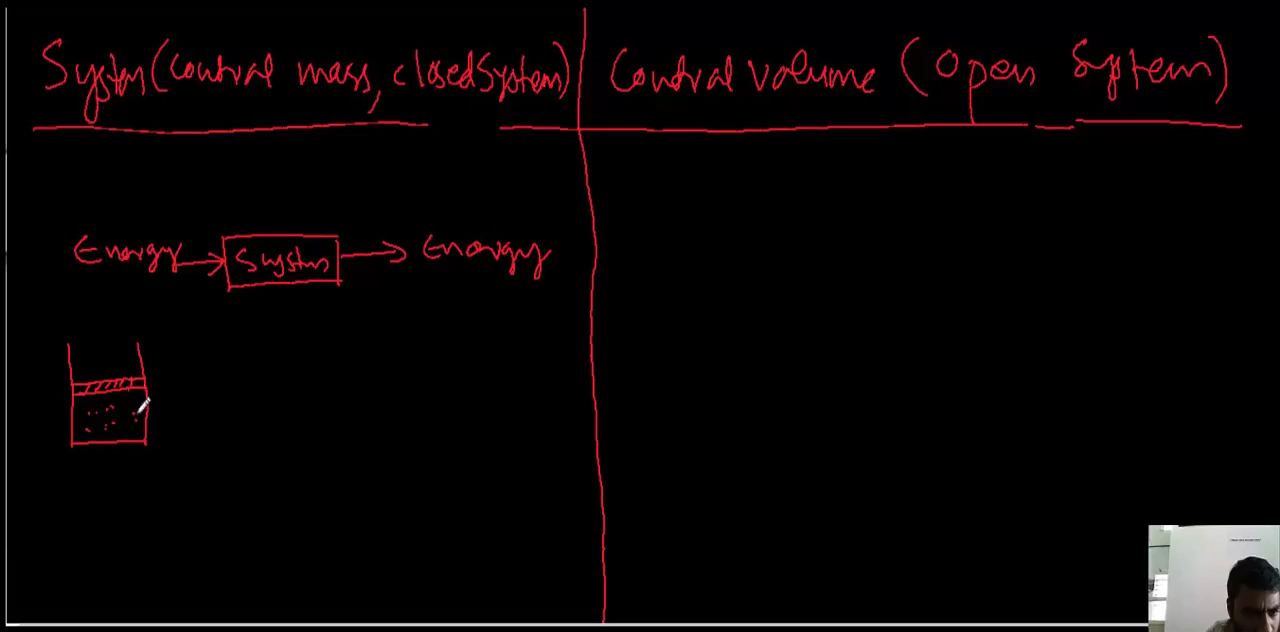 System (control mass, closed System)
Control volume (open System)
Energy → System → Energy